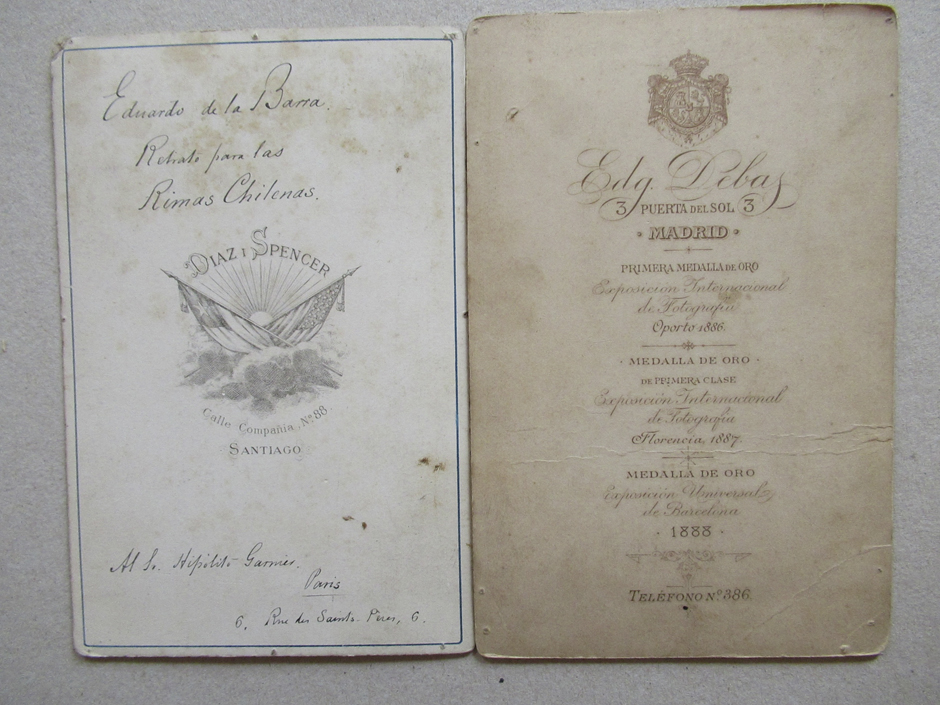 Eduardo de la Barra.
Retrato para las
Rimas Chilenas.
DIAZ I SPENCER
Calle Compañia, Nº 88
SANTIAGO
Al Sr. Hipólito Garnier.
Paris
6, Rue des Saints-Pères, 6.
Edg. Debas
3 PUERTA DEL SOL 3
MADRID
PRIMERA MEDALLA DE ORO
Exposición Internacional
de Fotografia
Oporto 1886.
MEDALLA DE ORO
DE PRIMERA CLASE
Exposición Internacional
de Fotografia
Florencia, 1887.
MEDALLA DE ORO
Exposición Universal
de Barcelona
1888
TELÉFONO Nº 386